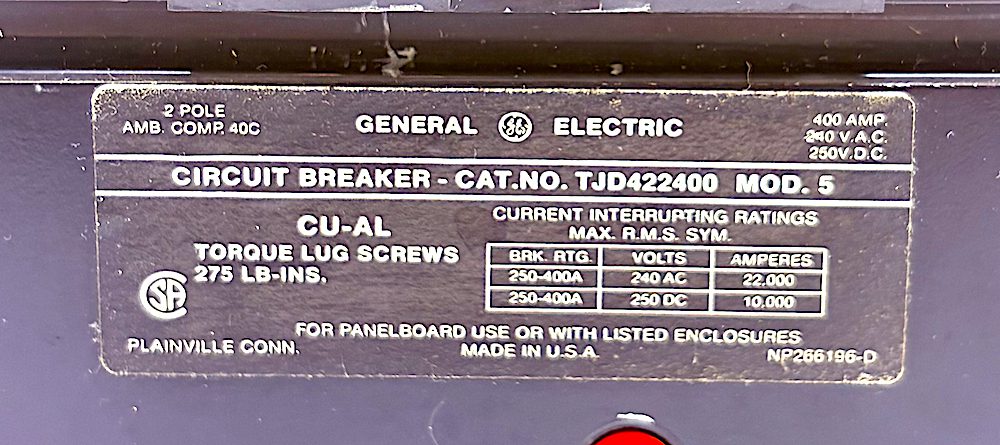 2 POLE
AMB. COMP. 40C
GENERAL GE ELECTRIC
400 AMP.
240 V.A.C.
250V.D.C.
CIRCUIT BREAKER - CAT.NO. TJD422400 MOD. 5
CU-AL
TORQUE LUG SCREWS
275 LB-INS.
CURRENT INTERRUPTING RATINGS
MAX. R.M.S. SYM.
BRK. RTG. VOLTS AMPERES
250-400A 240 AC 22.000
250-400A 250 DC 10.000
SA
FOR PANELBOARD USE OR WITH LISTED ENCLOSURES
PLAINVILLE CONN. MADE IN U.S.A. NP266196-D